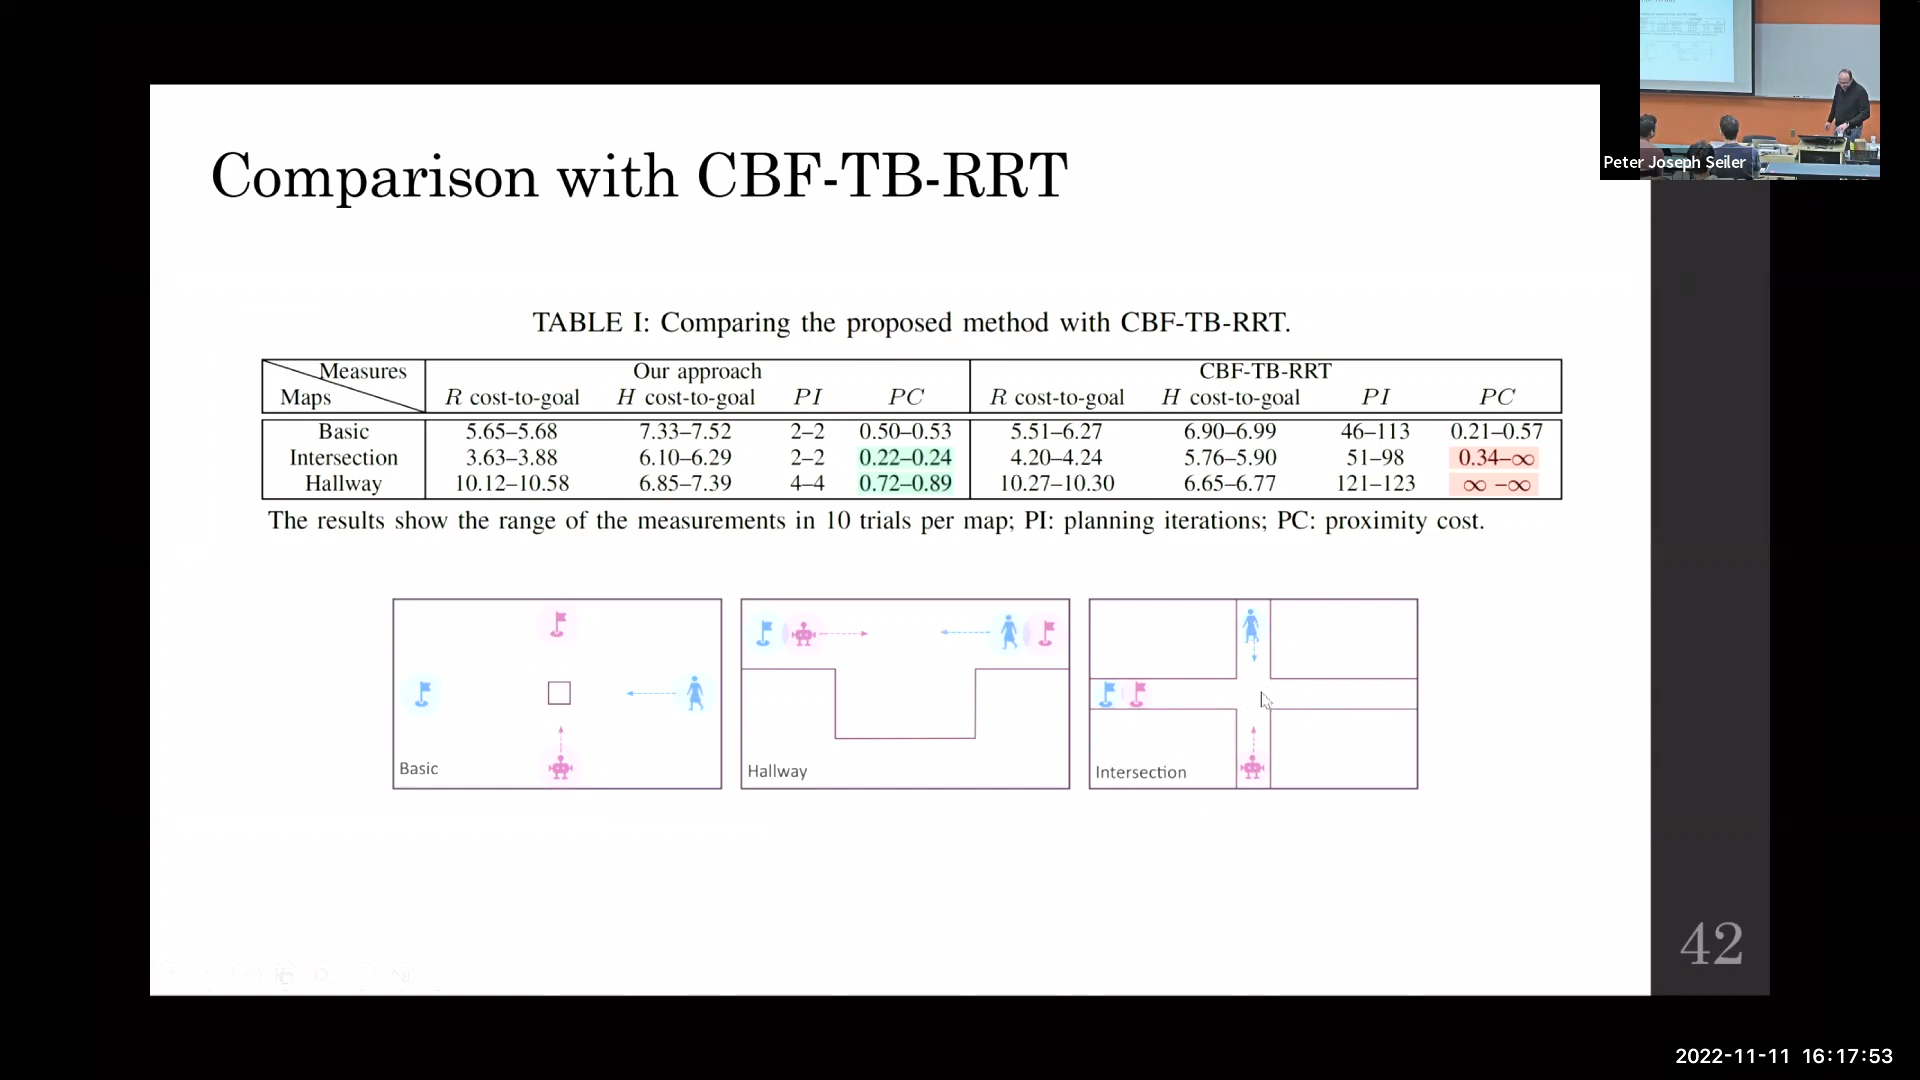 Comparison with CBF-TB-RRT
Peter Joseph Seiler
TABLE I: Comparing the proposed method with CBF-TB-RRT.
Measures Our approach CBF-TB-RRT
Maps R cost-to-goal H cost-to-goal PI PC R cost-to-goal H cost-to-goal PI PC
Basic 5.65–5.68 7.33–7.52 2–2 0.50–0.53 5.51–6.27 6.90–6.99 46–113 0.21–0.57
Intersection 3.63–3.88 6.10–6.29 2–2 0.22–0.24 4.20–4.24 5.76–5.90 51–98 0.34–∞
Hallway 10.12–10.58 6.85–7.39 4–4 0.72–0.89 10.27–10.30 6.65–6.77 121–123 ∞ –∞
The results show the range of the measurements in 10 trials per map; PI: planning iterations; PC: proximity cost.
Basic
Hallway
Intersection
42
2022-11-11 16:17:53